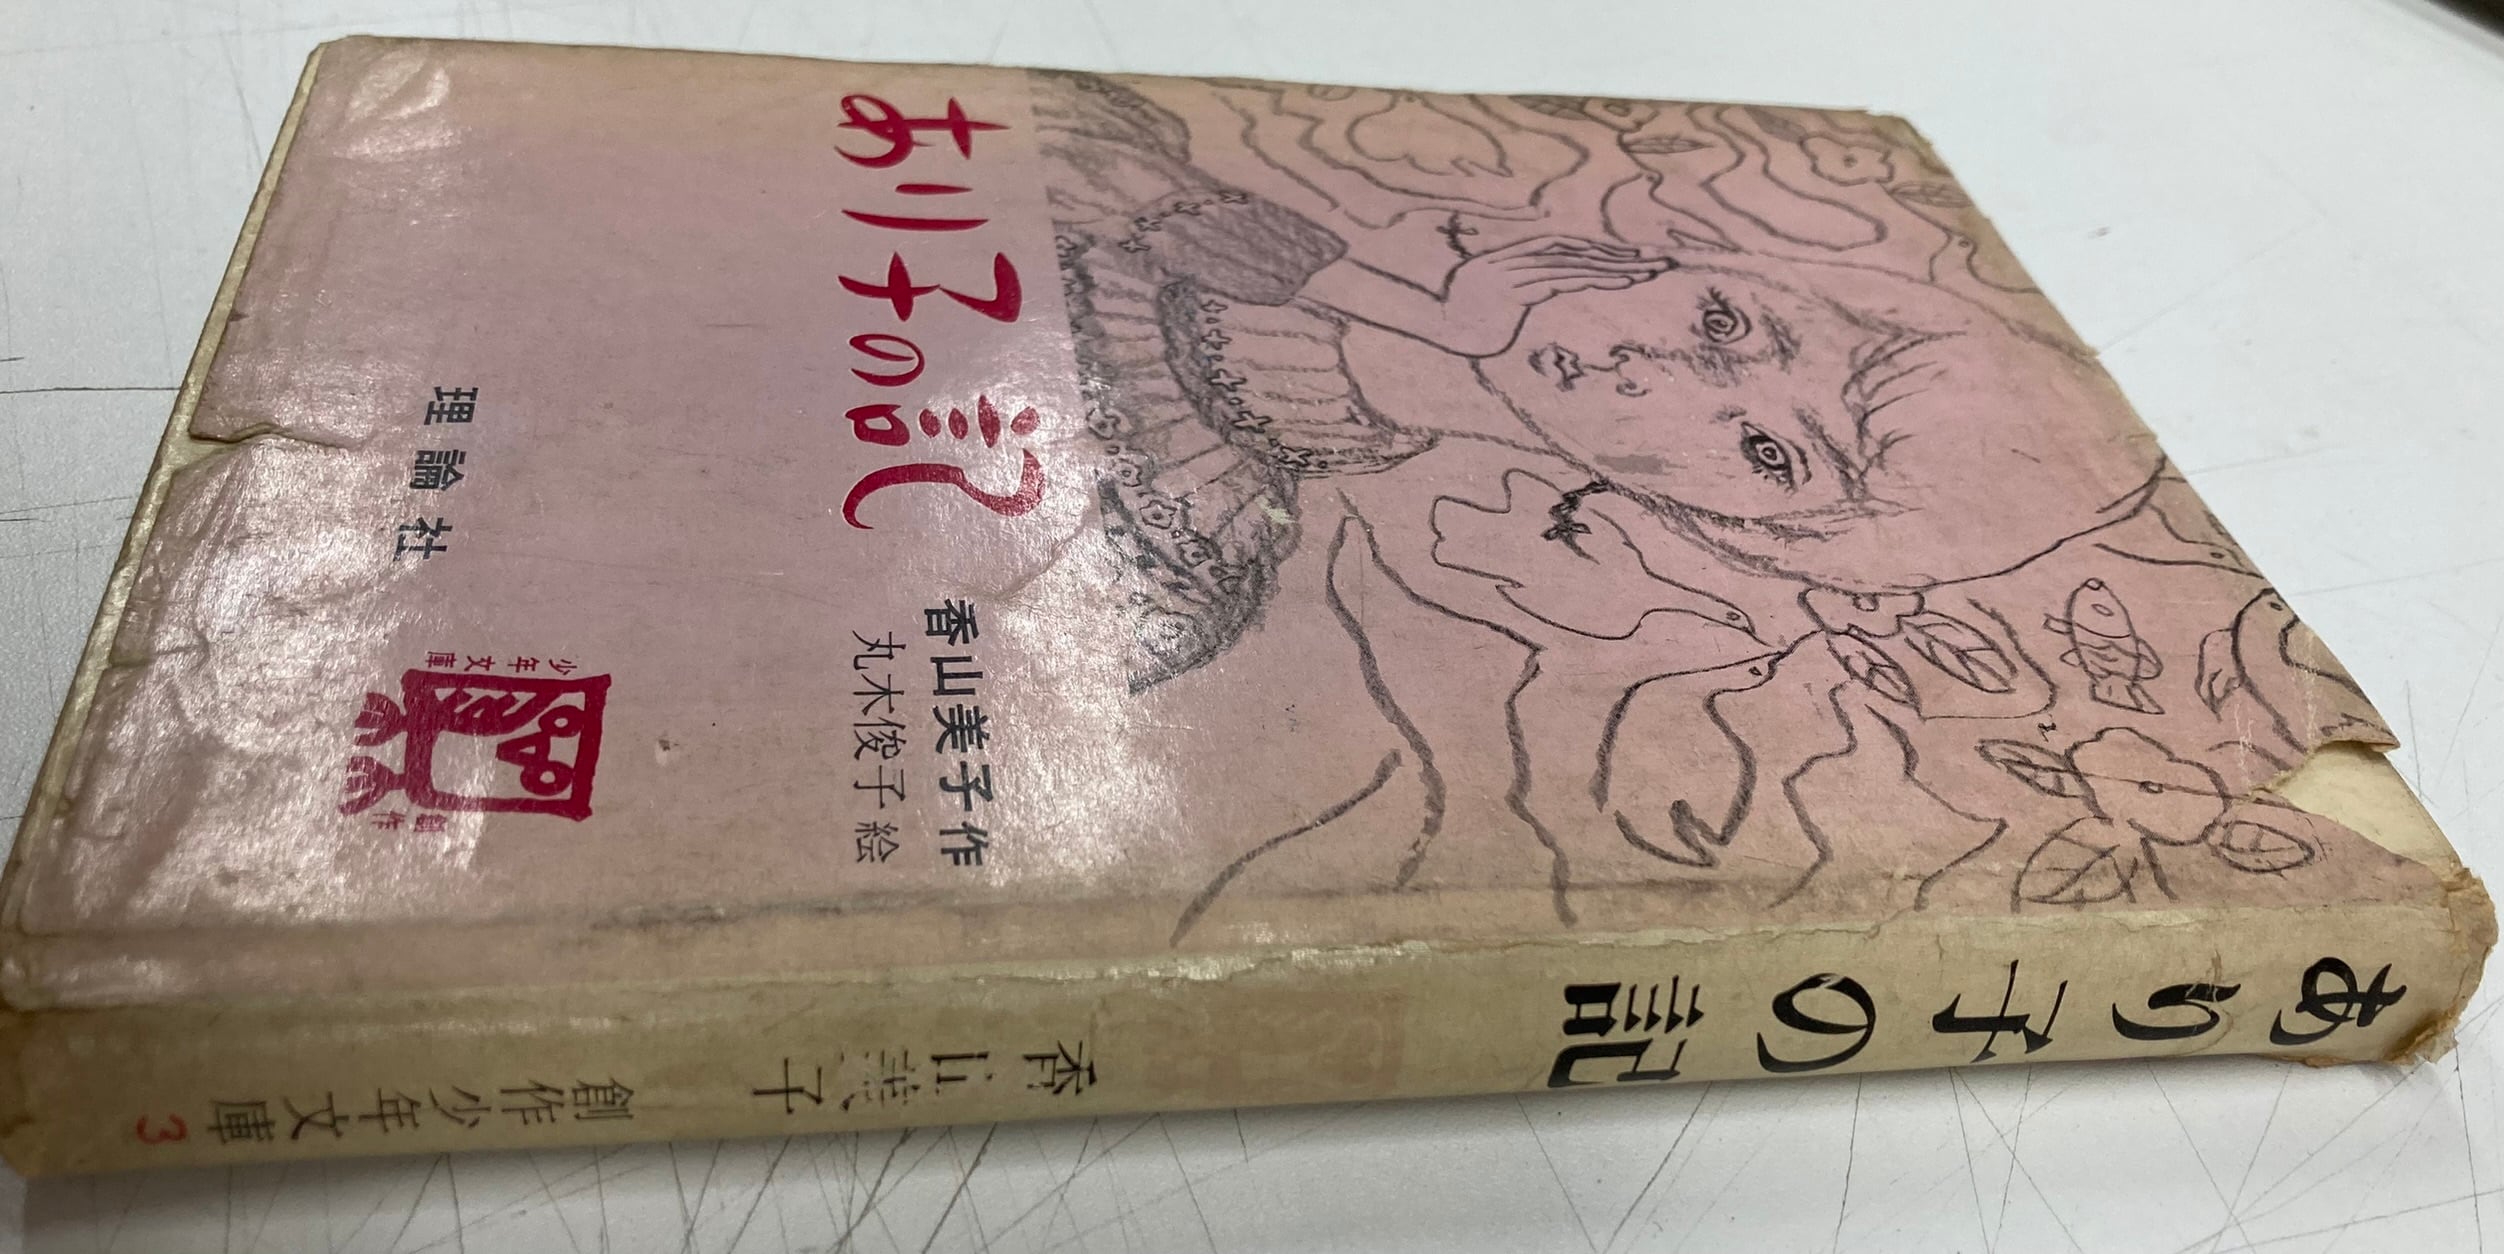 あり子の記
香山美子作
丸木俊子絵
理論社
創作
少年文庫
あり子の記
香山美子
創作少年文庫3